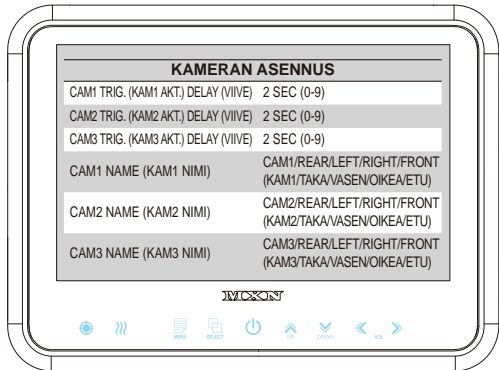 KAMERAN ASENNUS
CAM1 TRIG. (KAM1 AKT.) DELAY (VIIVE) 2 SEC (0-9)
CAM2 TRIG. (KAM2 AKT.) DELAY (VIIVE) 2 SEC (0-9)
CAM3 TRIG. (KAM3 AKT.) DELAY (VIIVE) 2 SEC (0-9)
CAM1 NAME (KAM1 NIMI) CAM1/REAR/LEFT/RIGHT/FRONT
(KAM1/TAKA/VASEN/OIKEA/ETU)
CAM2 NAME (KAM2 NIMI) CAM2/REAR/LEFT/RIGHT/FRONT
(KAM2/TAKA/VASEN/OIKEA/ETU)
CAM3 NAME (KAM3 NIMI) CAM3/REAR/LEFT/RIGHT/FRONT
(KAM3/TAKA/VASEN/OIKEA/ETU)
MXN
MENU SELECT UP DOWN VOL